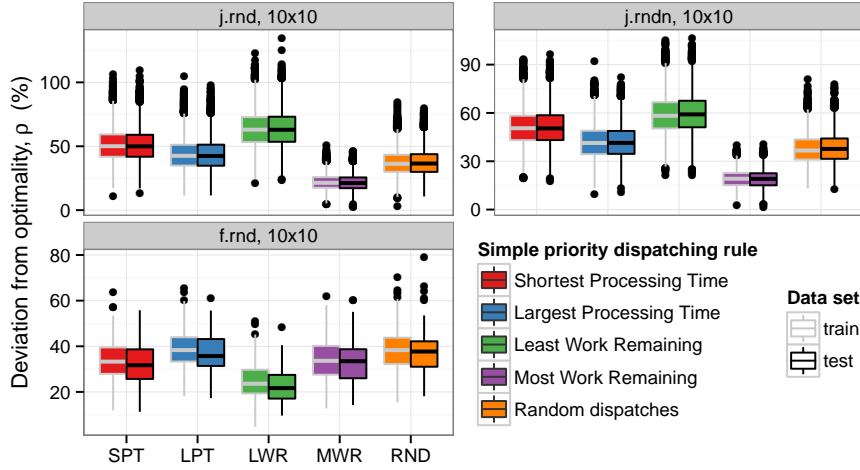 j.rnd, 10x10
j.rndn, 10x10
100
50
0
90
60
30
0
f.rnd, 10x10
80
60
40
20
Deviation from optimality, ρ (%)
SPT LPT LWR MWR RND
Simple priority dispatching rule
Shortest Processing Time
Largest Processing Time
Least Work Remaining
Most Work Remaining
Random dispatches
Data set
train
test